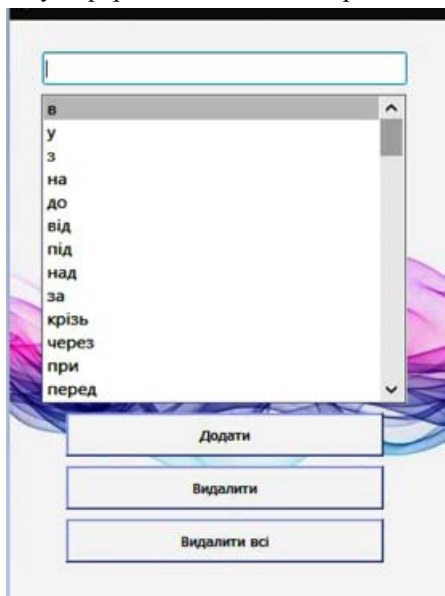 в
у
з
на
до
від
під
над
за
крізь
через
при
перед
Додати
Видалити
Видалити всі